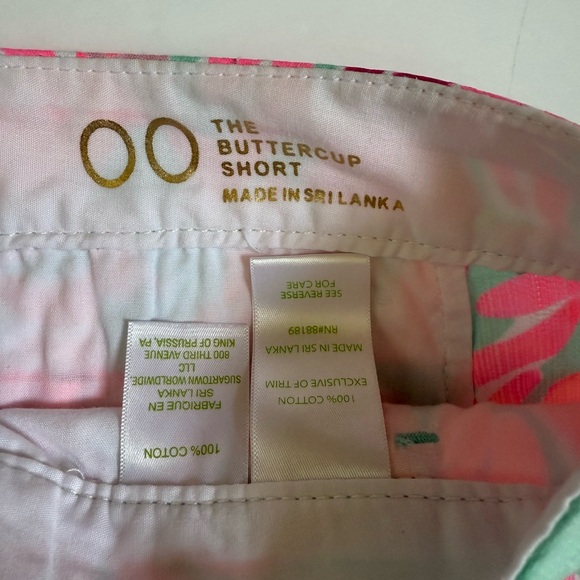 00
THE
BUTTERCUP
SHORT
MADE IN SRI LANKA
100% COTON
FABRIQUE EN
SRI LANKA
SUGARTOWN WORLDWIDE
LLC
800 THIRD AVENUE
KING OF PRUSSIA, PA
100% COTTON
EXCLUSIVE OF TRIM
MADE IN SRI LANKA
RN#88189
SEE REVERSE
FOR CARE